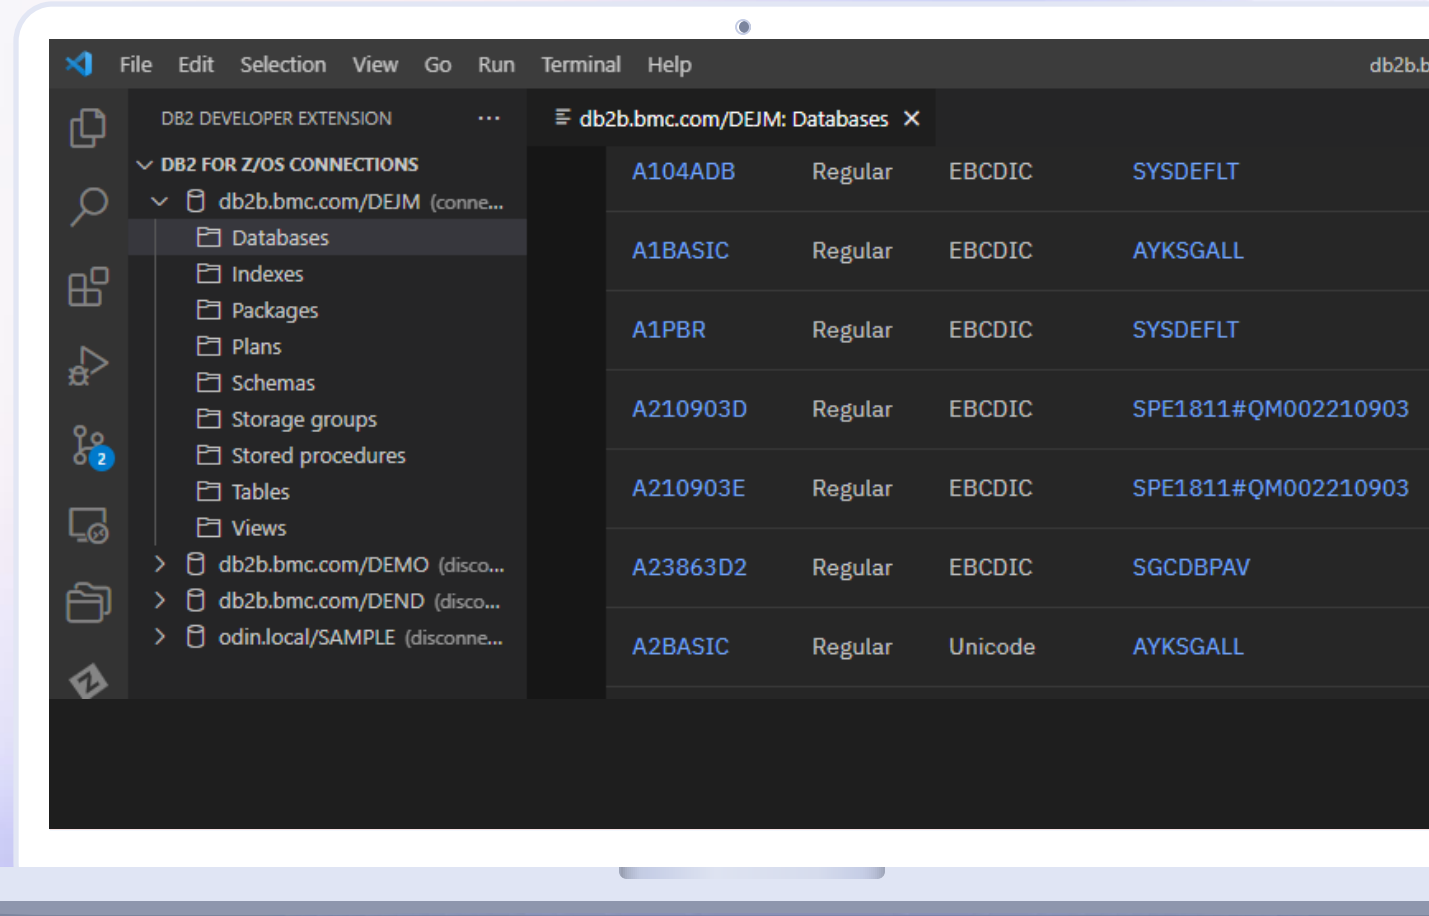 File Edit Selection View Go Run Terminal Help db2b.b
DB2 DEVELOPER EXTENSION ···
db2b.bmc.com/DEJM: Databases
DB2 FOR Z/OS CONNECTIONS
db2b.bmc.com/DEJM (conne...
Databases
Indexes
Packages
Plans
Schemas
Storage groups
Stored procedures
Tables
Views
db2b.bmc.com/DEMO (disco...
db2b.bmc.com/DEND (disco...
odin.local/SAMPLE (disconne...
2
Z
A104ADB Regular EBCDIC SYSDEFLT
A1BASIC Regular EBCDIC AYKSGALL
A1PBR Regular EBCDIC SYSDEFLT
A210903D Regular EBCDIC SPE1811#QM002210903
A210903E Regular EBCDIC SPE1811#QM002210903
A23863D2 Regular EBCDIC SGCDBPAV
A2BASIC Regular Unicode AYKSGALL